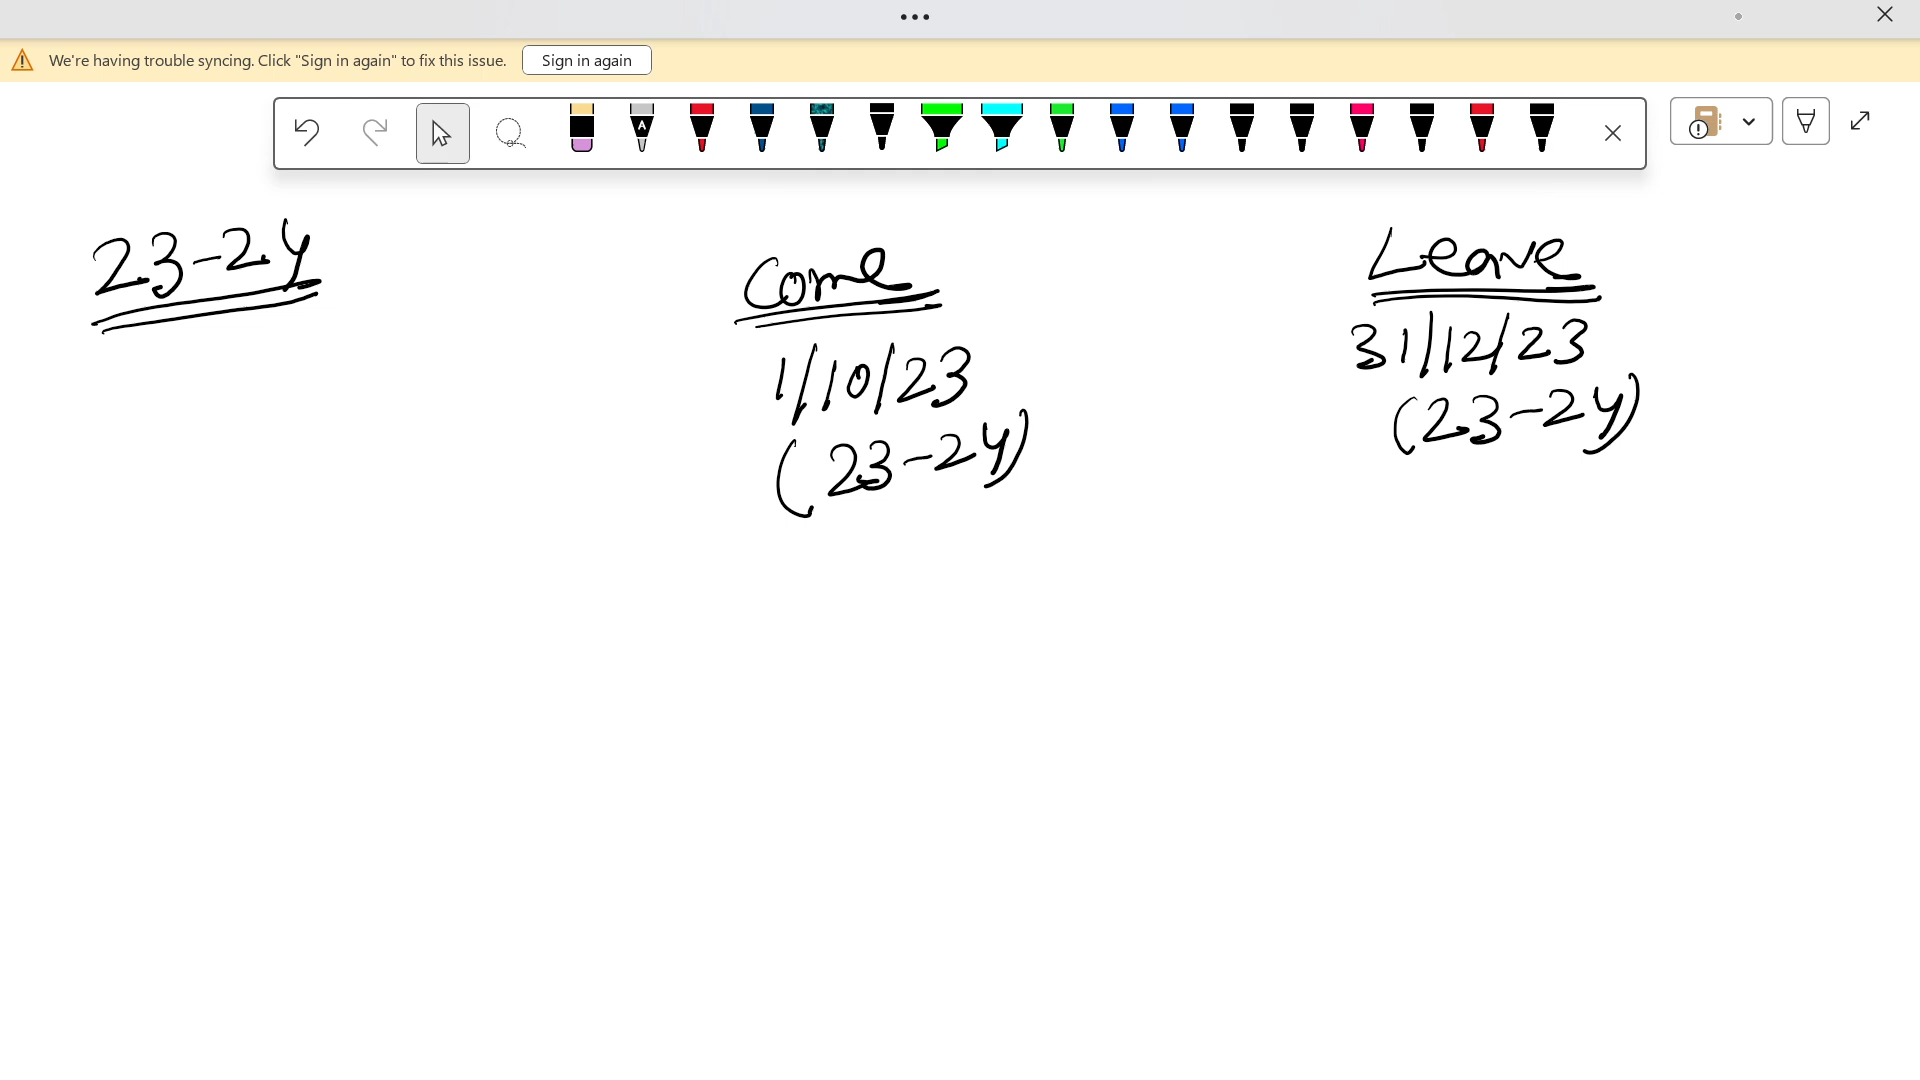 We're having trouble syncing. Click "Sign in again" to fix this issue.
Sign in again
A
23-24
Come
1/10/23
(23-24)
Leave
31/12/23
(23-24)